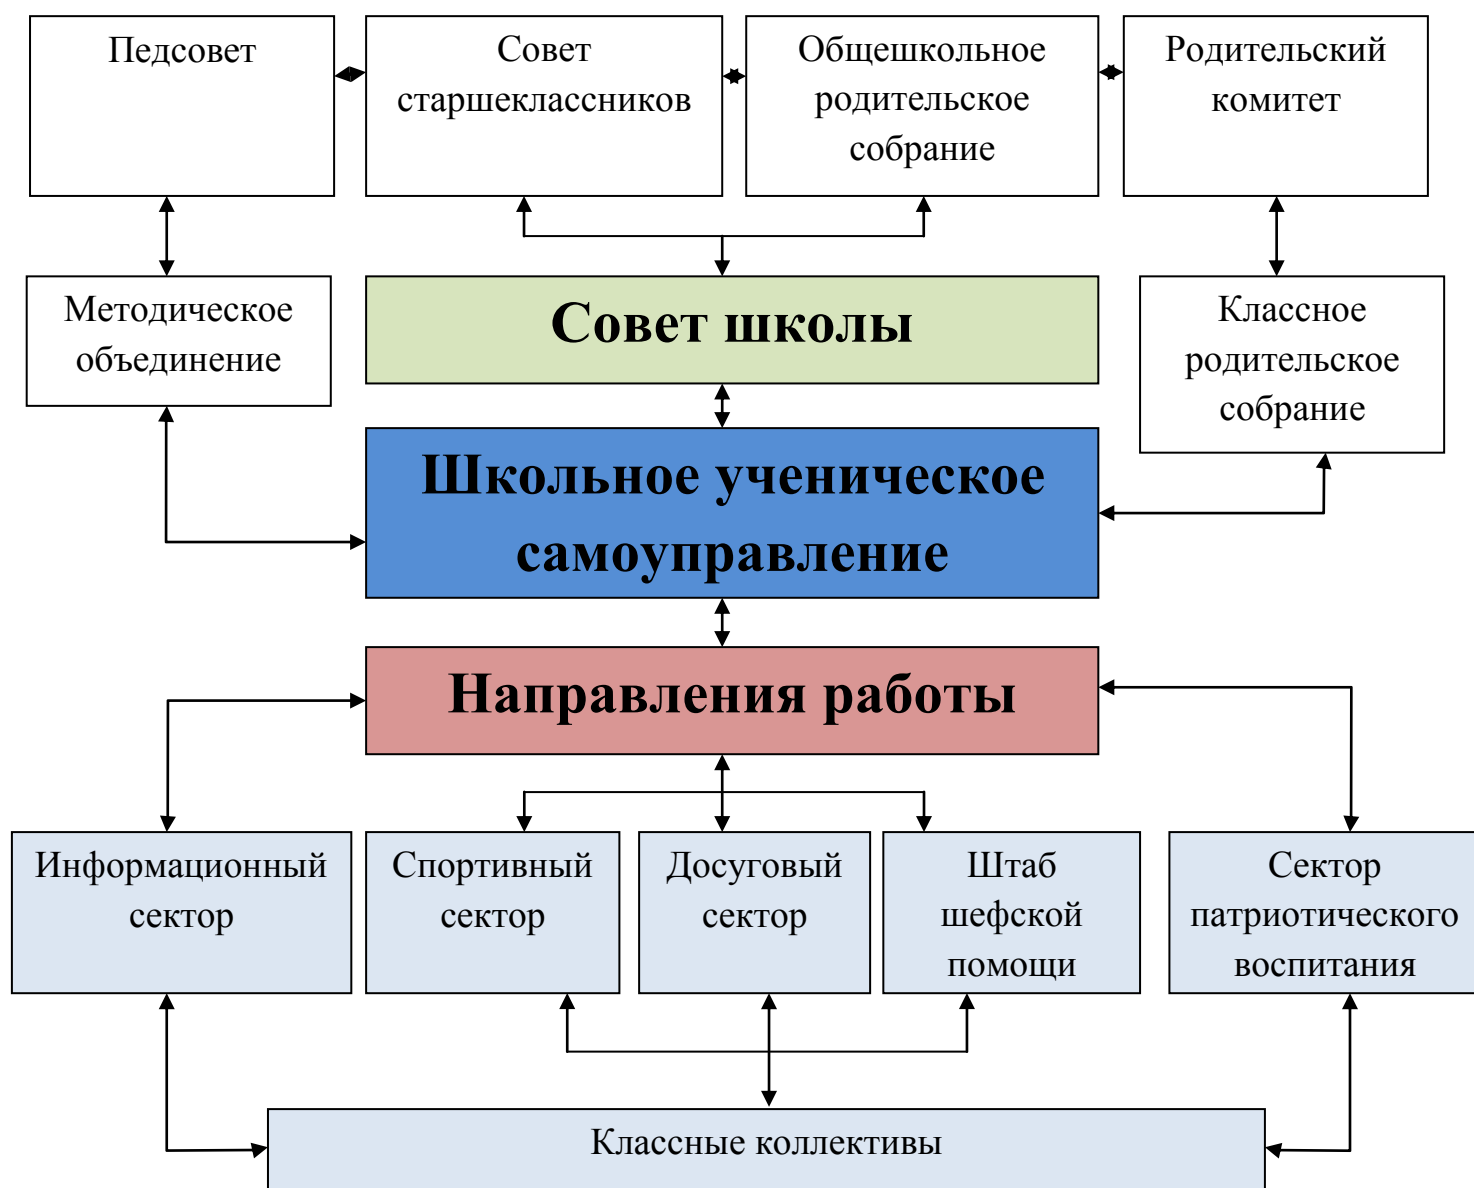 Педсовет
Совет
старшеклассников
Общешкольное
родительское
собрание
Родительский
комитет
Методическое
объединение
Совет школы
Классное
родительское
собрание
Школьное ученическое
самоуправление
Направления работы
Информационный
сектор
Спортивный
сектор
Досуговый
сектор
Штаб
шефской
помощи
Сектор
патриотического
воспитания
Классные коллективы